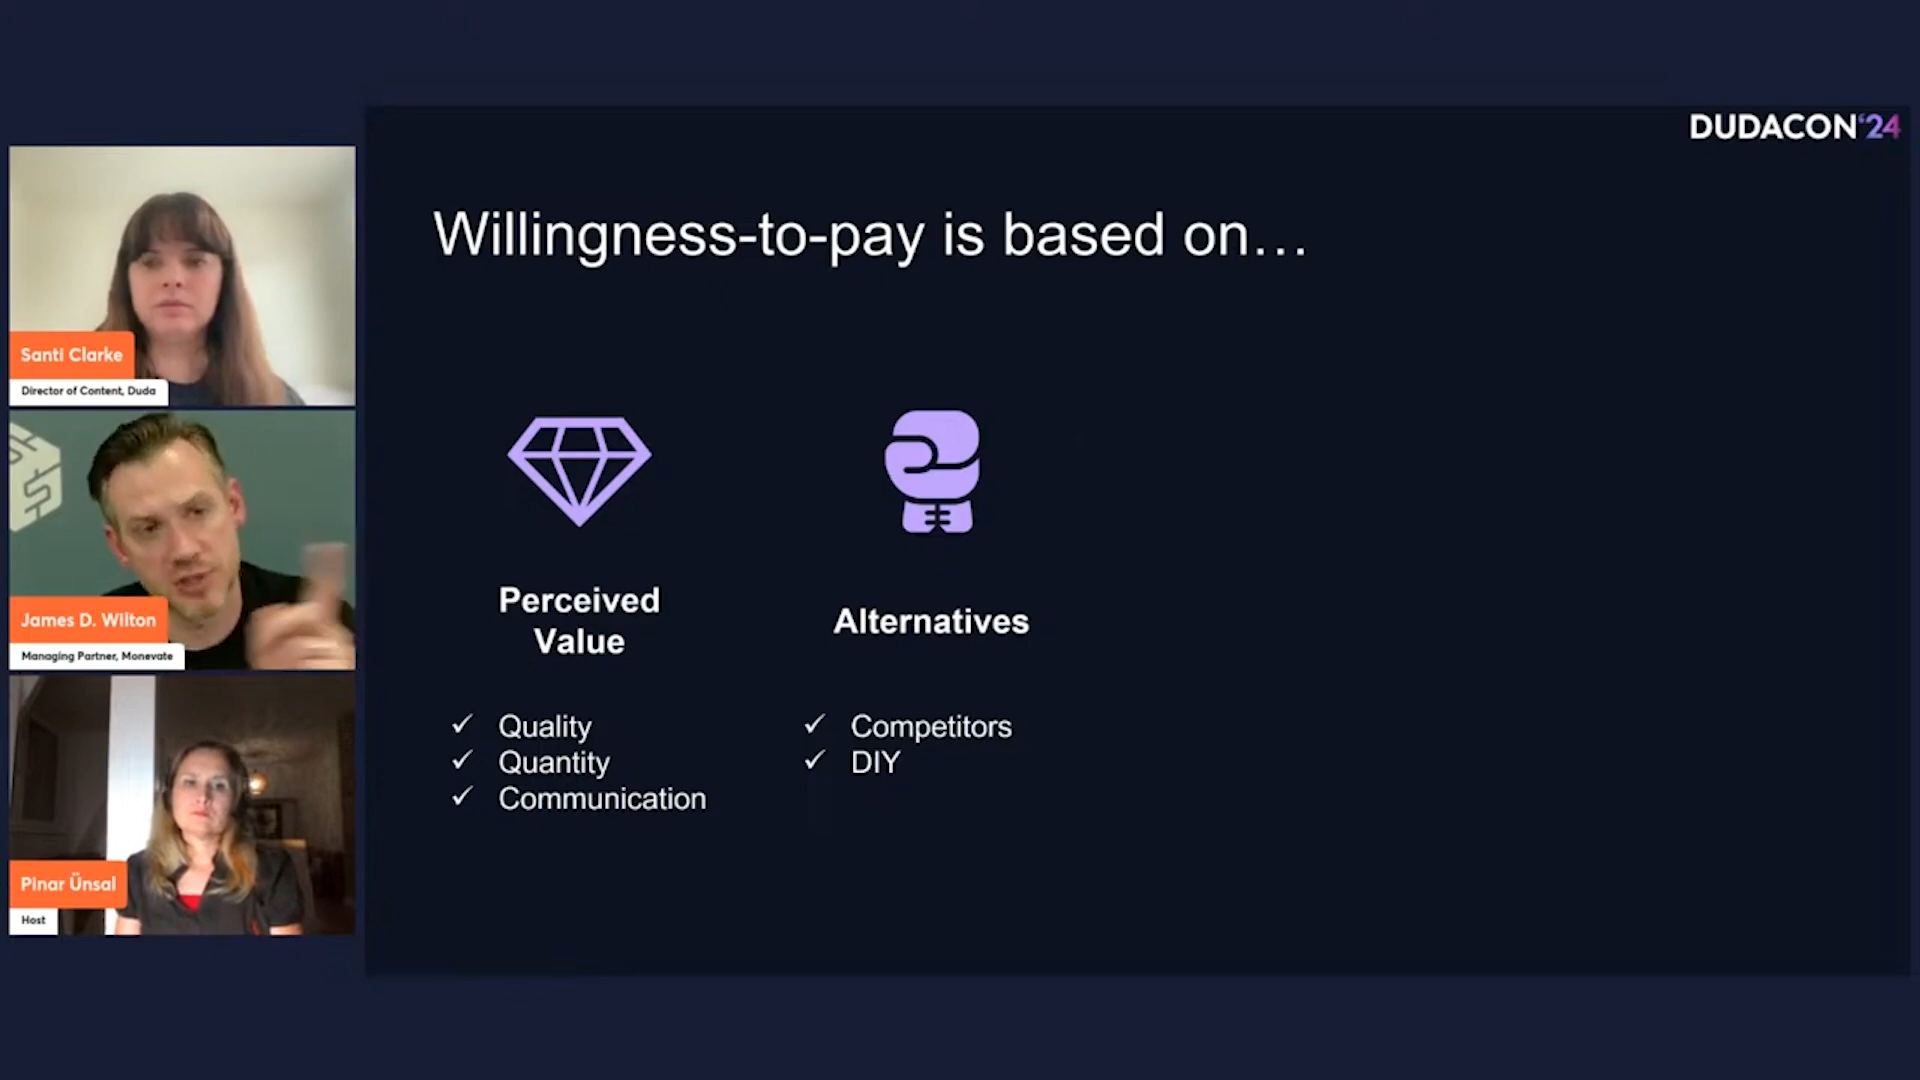 DUDACON'24
Willingness-to-pay is based on…
Perceived
Value
✓ Quality
✓ Quantity
✓ Communication
Alternatives
✓ Competitors
✓ DIY
Santi Clarke
Director of Content, Duda
James D. Wilton
Managing Partner, Monevate
Pinar Ünsal
Host